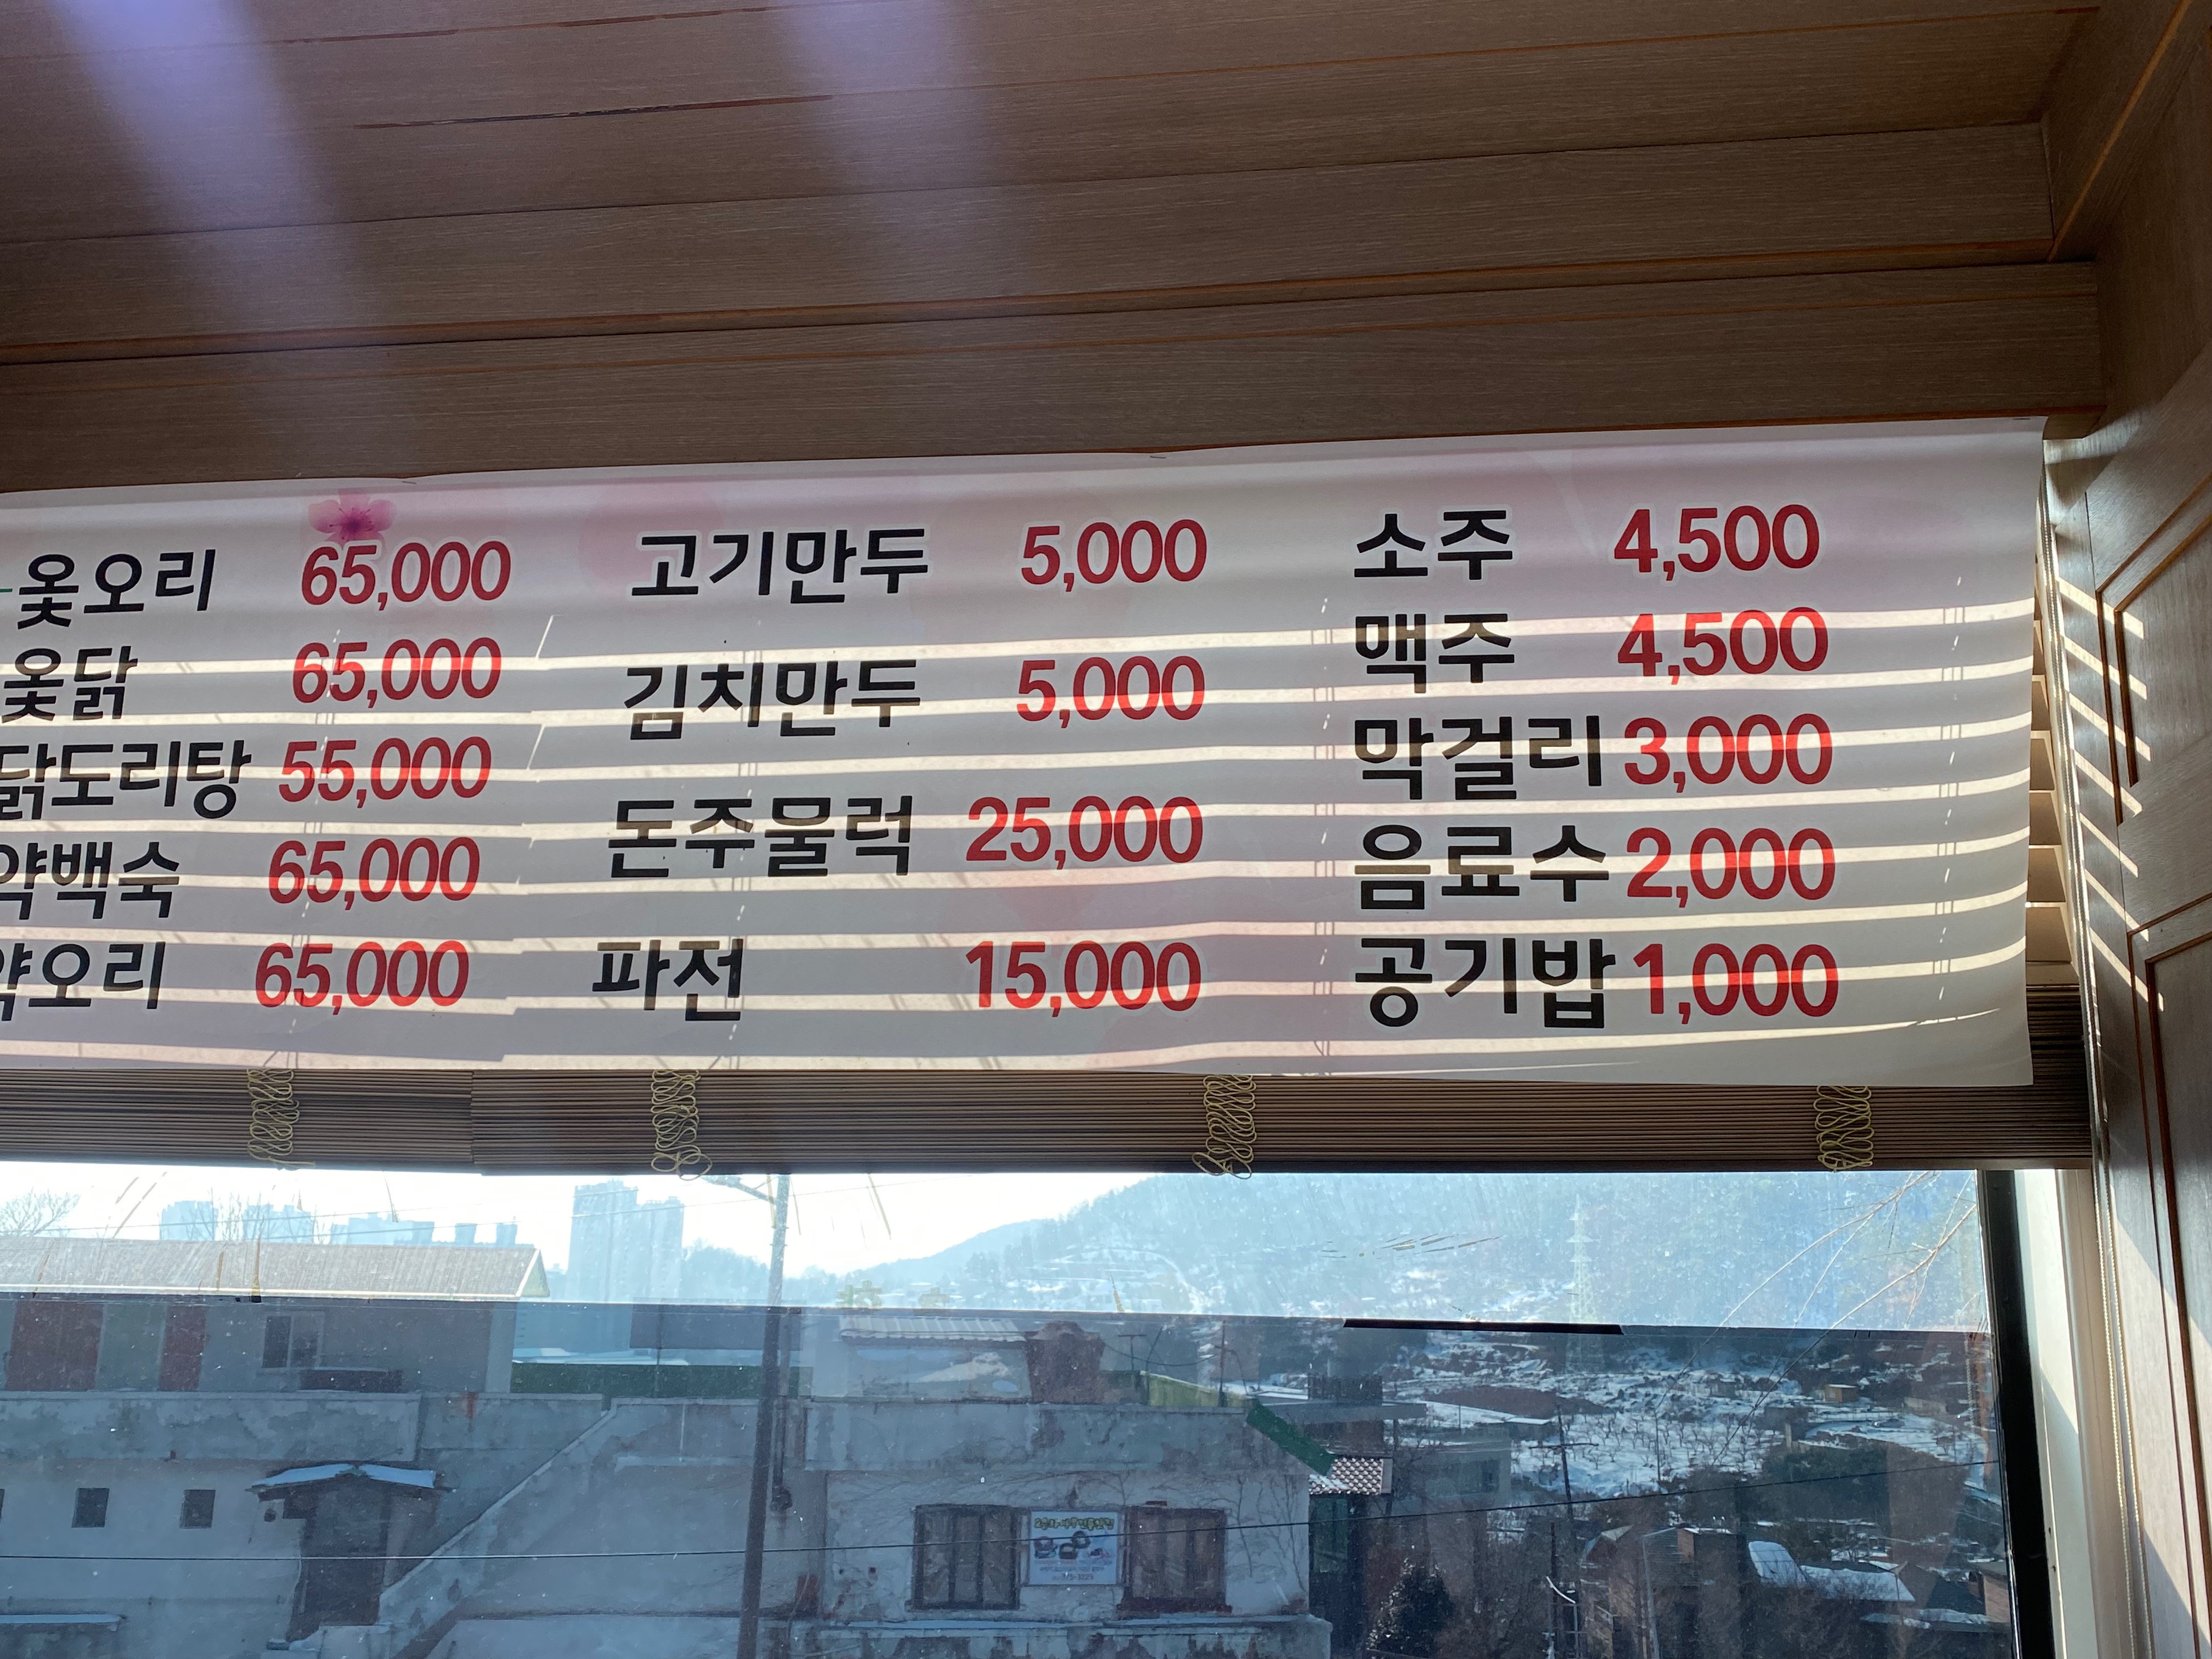 옻오리 65,000
옻닭 65,000
닭도리탕 55,000
약백숙 65,000
약오리 65,000
고기만두 5,000
김치만두 5,000
돈주물럭 25,000
파전 15,000
소주 4,500
맥주 4,500
막걸리 3,000
음료수 2,000
공기밥 1,000